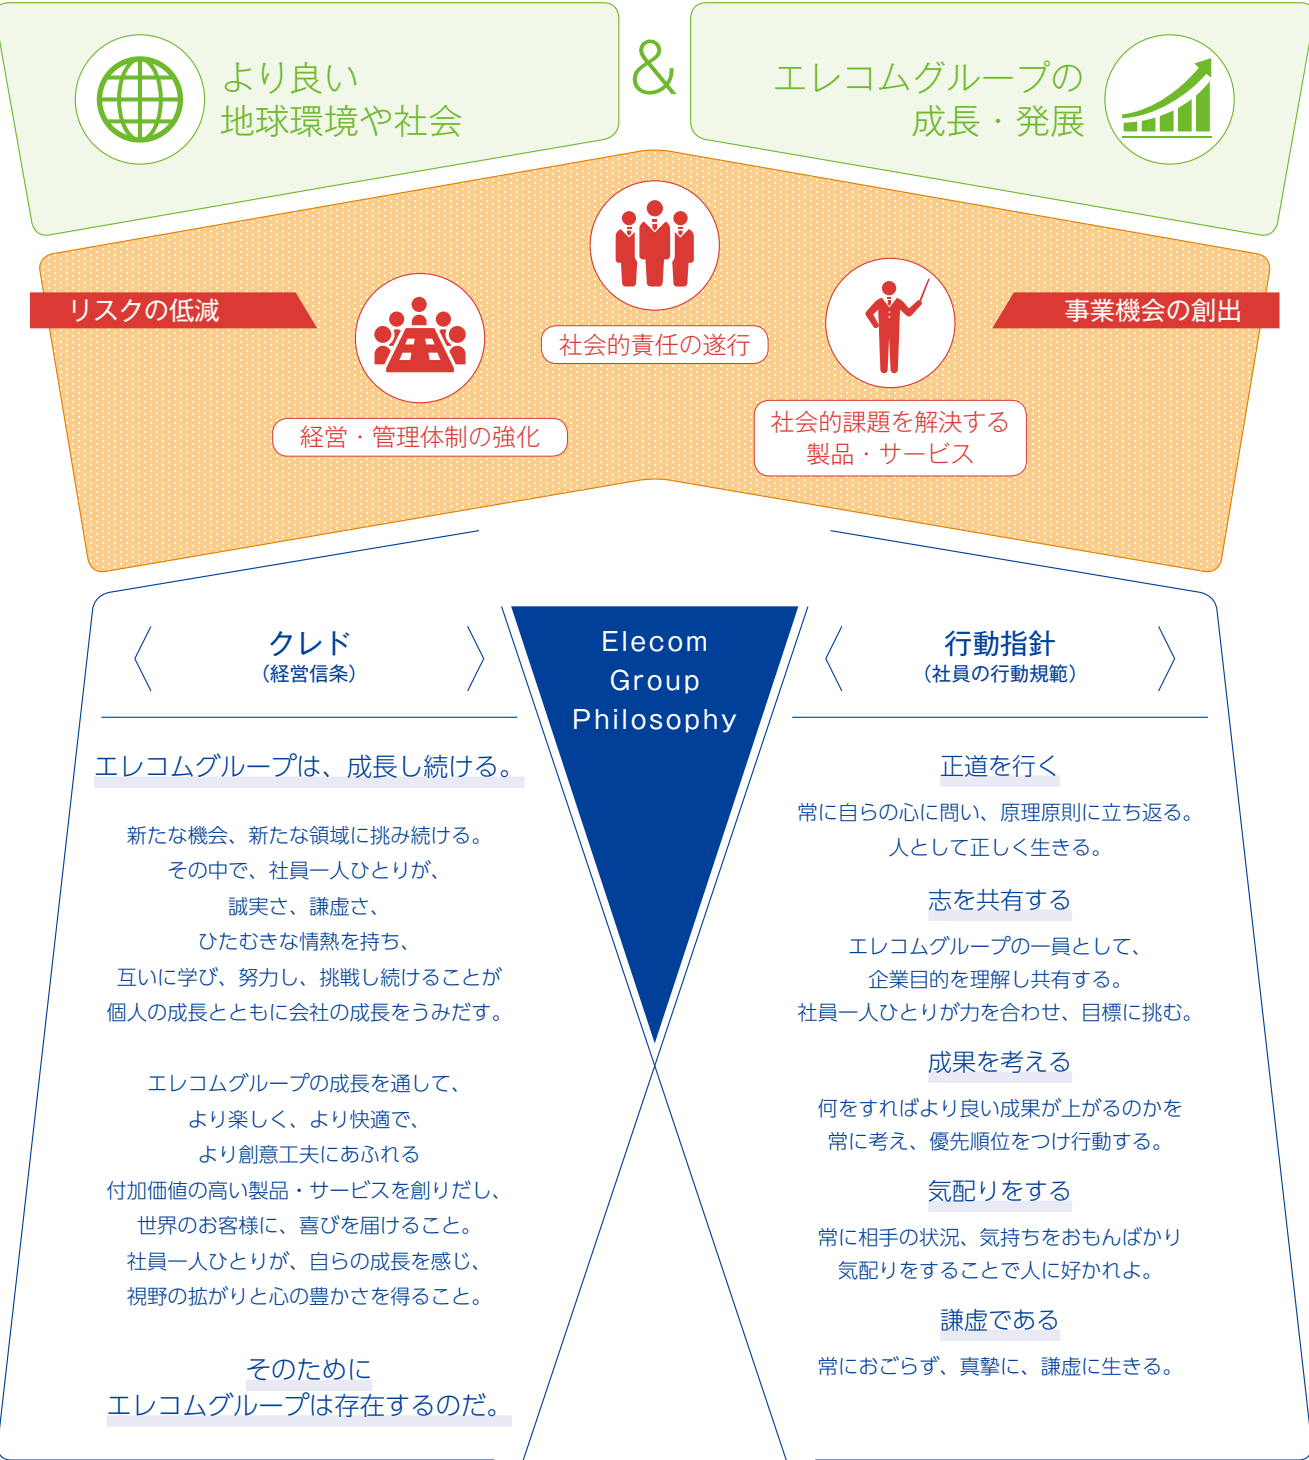 より良い
地球環境や社会
&
エレコムグループの
成長・発展
リスクの低減
事業機会の創出
社会的責任の遂行
経営・管理体制の強化
社会的課題を解決する
製品・サービス
Elecom
Group
Philosophy
クレド
(経営信条)
エレコムグループは、成長し続ける。
新たな機会、新たな領域に挑み続ける。
その中で、社員一人ひとりが、
誠実さ、謙虚さ、
ひたむきな情熱を持ち、
互いに学び、努力し、挑戦し続けることが
個人の成長とともに会社の成長をうみだす。
エレコムグループの成長を通して、
より楽しく、より快適で、
より創意工夫にあふれる
付加価値の高い製品・サービスを創りだし、
世界のお客様に、喜びを届けること。
社員一人ひとりが、自らの成長を感じ、
視野の拡がりと心の豊かさを得ること。
そのために
エレコムグループは存在するのだ。
行動指針
(社員の行動規範)
正道を行く
常に自らの心に問い、原理原則に立ち返る。
人として正しく生きる。
志を共有する
エレコムグループの一員として、
企業目的を理解し共有する。
社員一人ひとりが力を合わせ、目標に挑む。
成果を考える
何をすればより良い成果が上がるのかを
常に考え、優先順位をつけ行動する。
気配りをする
常に相手の状況、気持ちをおもんばかり
気配りをすることで人に好かれよ。
謙虚である
常におごらず、真摯に、謙虚に生きる。